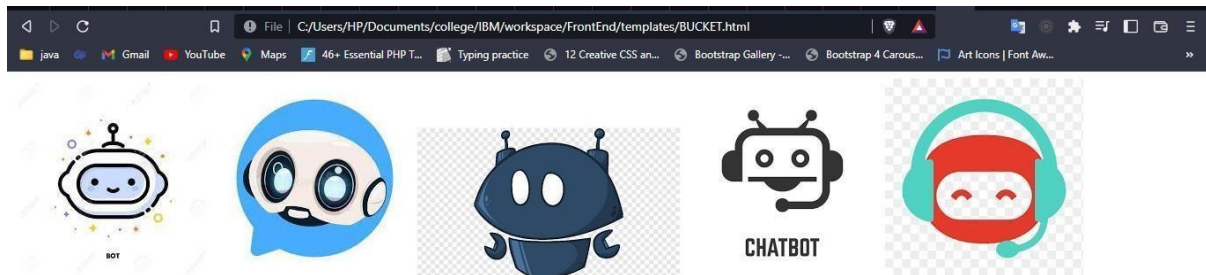 File | C:/Users/HP/Documents/college/IBM/workspace/FrontEnd/templates/BUCKET.html
java Gmail YouTube Maps 46+ Essential PHP T... Typing practice 12 Creative CSS an... Bootstrap Gallery -... Bootstrap 4 Carous... Art Icons | Font Aw... »
BOT
CHATBOT